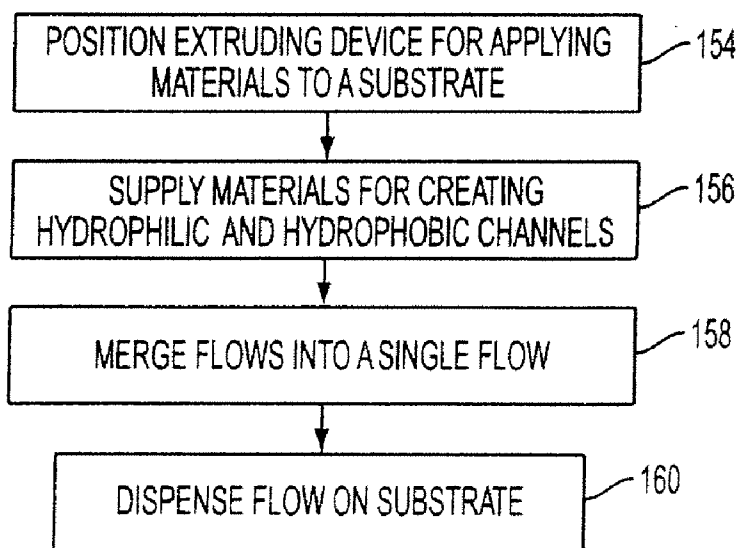 POSITION EXTRUDING DEVICE FOR APPLYING
MATERIALS TO A SUBSTRATE
154
SUPPLY MATERIALS FOR CREATING
HYDROPHILIC AND HYDROPHOBIC CHANNELS
156
MERGE FLOWS INTO A SINGLE FLOW
158
DISPENSE FLOW ON SUBSTRATE
160